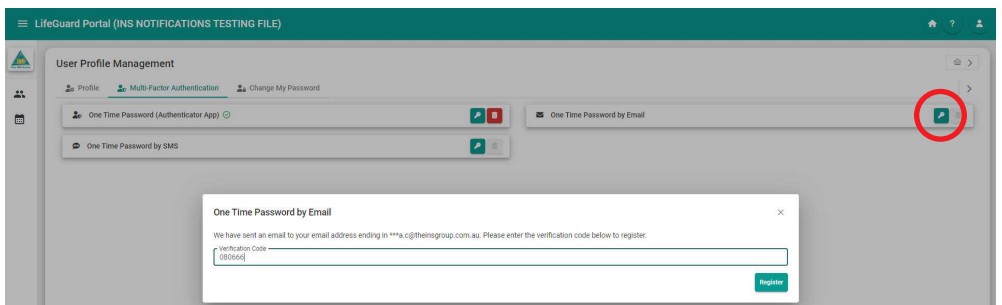 LifeGuard Portal (INS NOTIFICATIONS TESTING FILE)
?
User Profile Management
Profile
Multi-Factor Authentication
Change My Password
One Time Password (Authenticator App)
One Time Password by Email
One Time Password by SMS
One Time Password by Email
We have sent an email to your email address ending in ***a.c@theinsgroup.com.au. Please enter the verification code below to register.
Verification Code
080666
Register